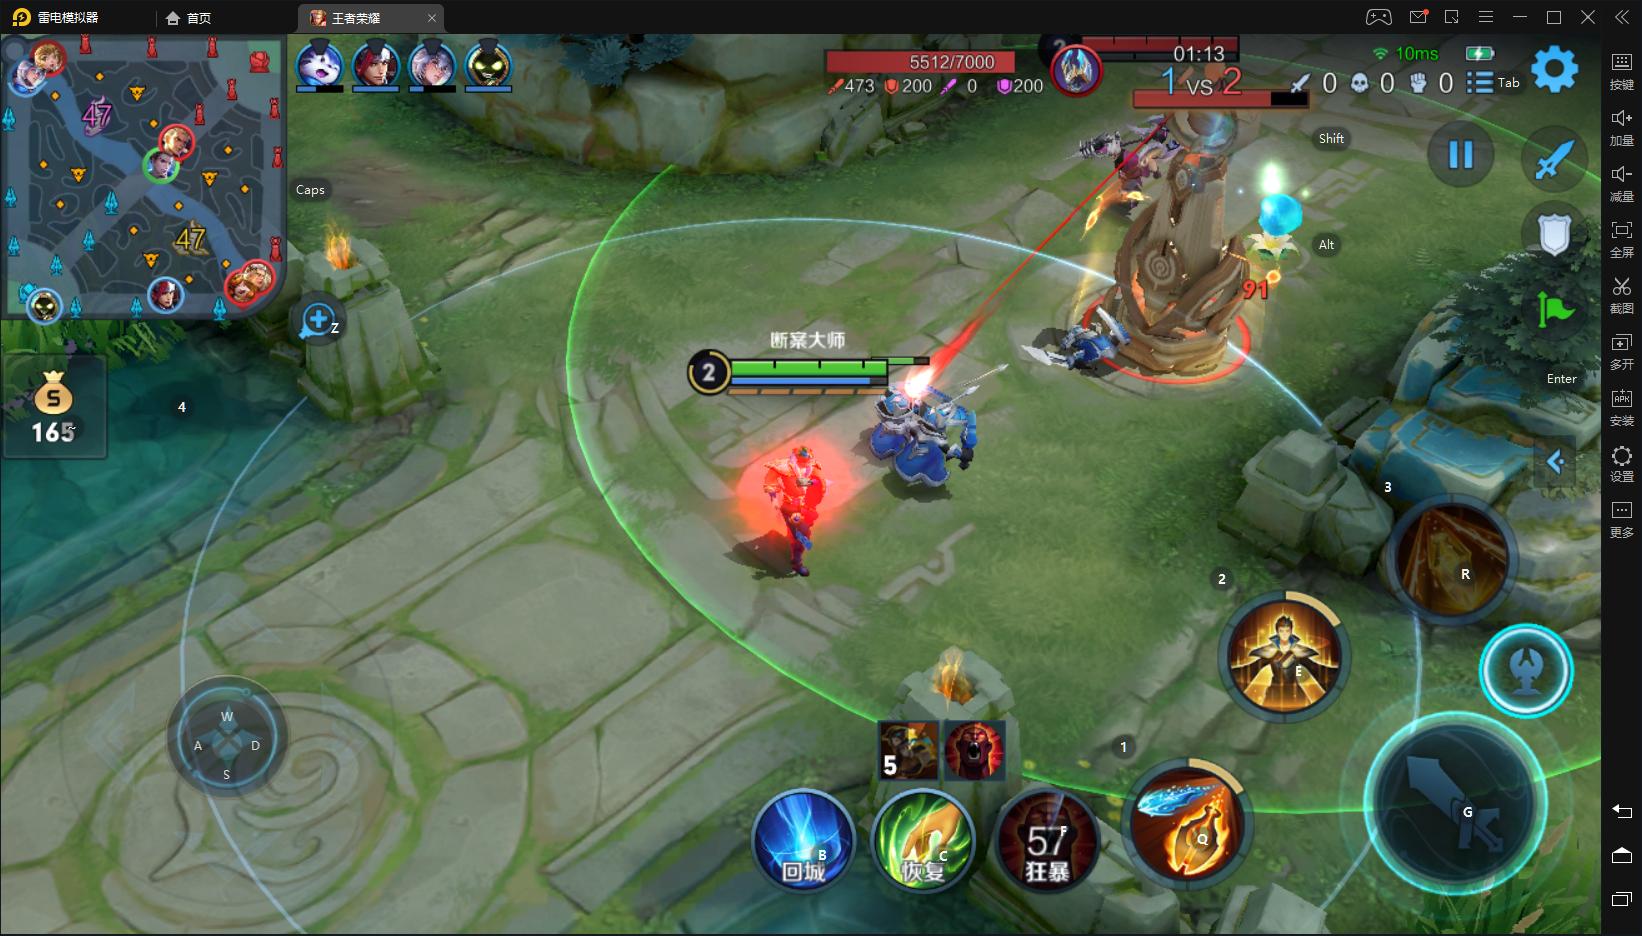 雷电模拟器
首页
王者荣耀
5512/7000
473
200
0
200
2
01:13
1 vs 2
10ms
0
0
0
Tab
47
47
Caps
Shift
Alt
91
Enter
Z
165
4
断案大师
2
3
R
2
E
1
Q
G
W
A
D
S
5
B
回城
C
恢复
57
F
狂暴
按键
加量
减量
全屏
截图
多开
APK
安装
设置
更多